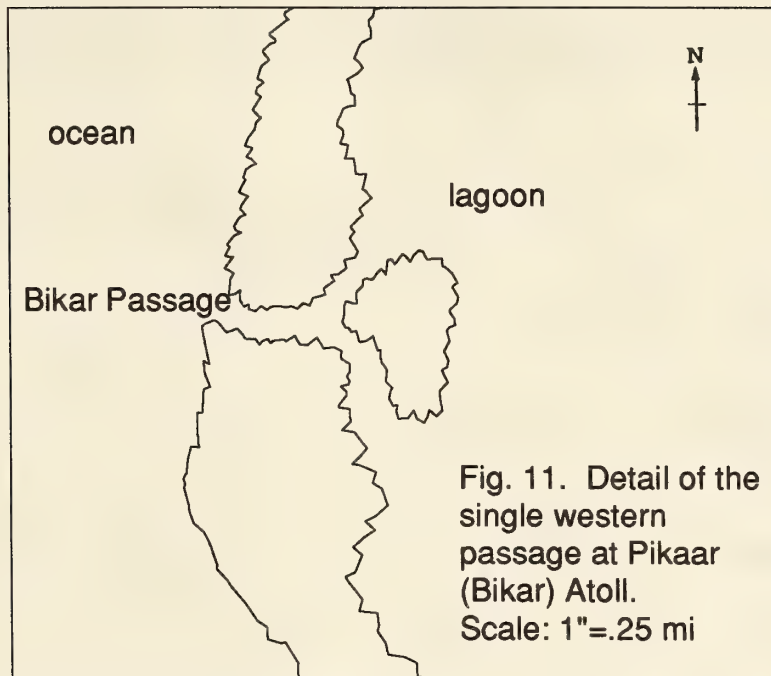 N
ocean
lagoon
Bikar Passage
Fig. 11. Detail of the
single western
passage at Pikaar
(Bikar) Atoll.
Scale: 1"=.25 mi